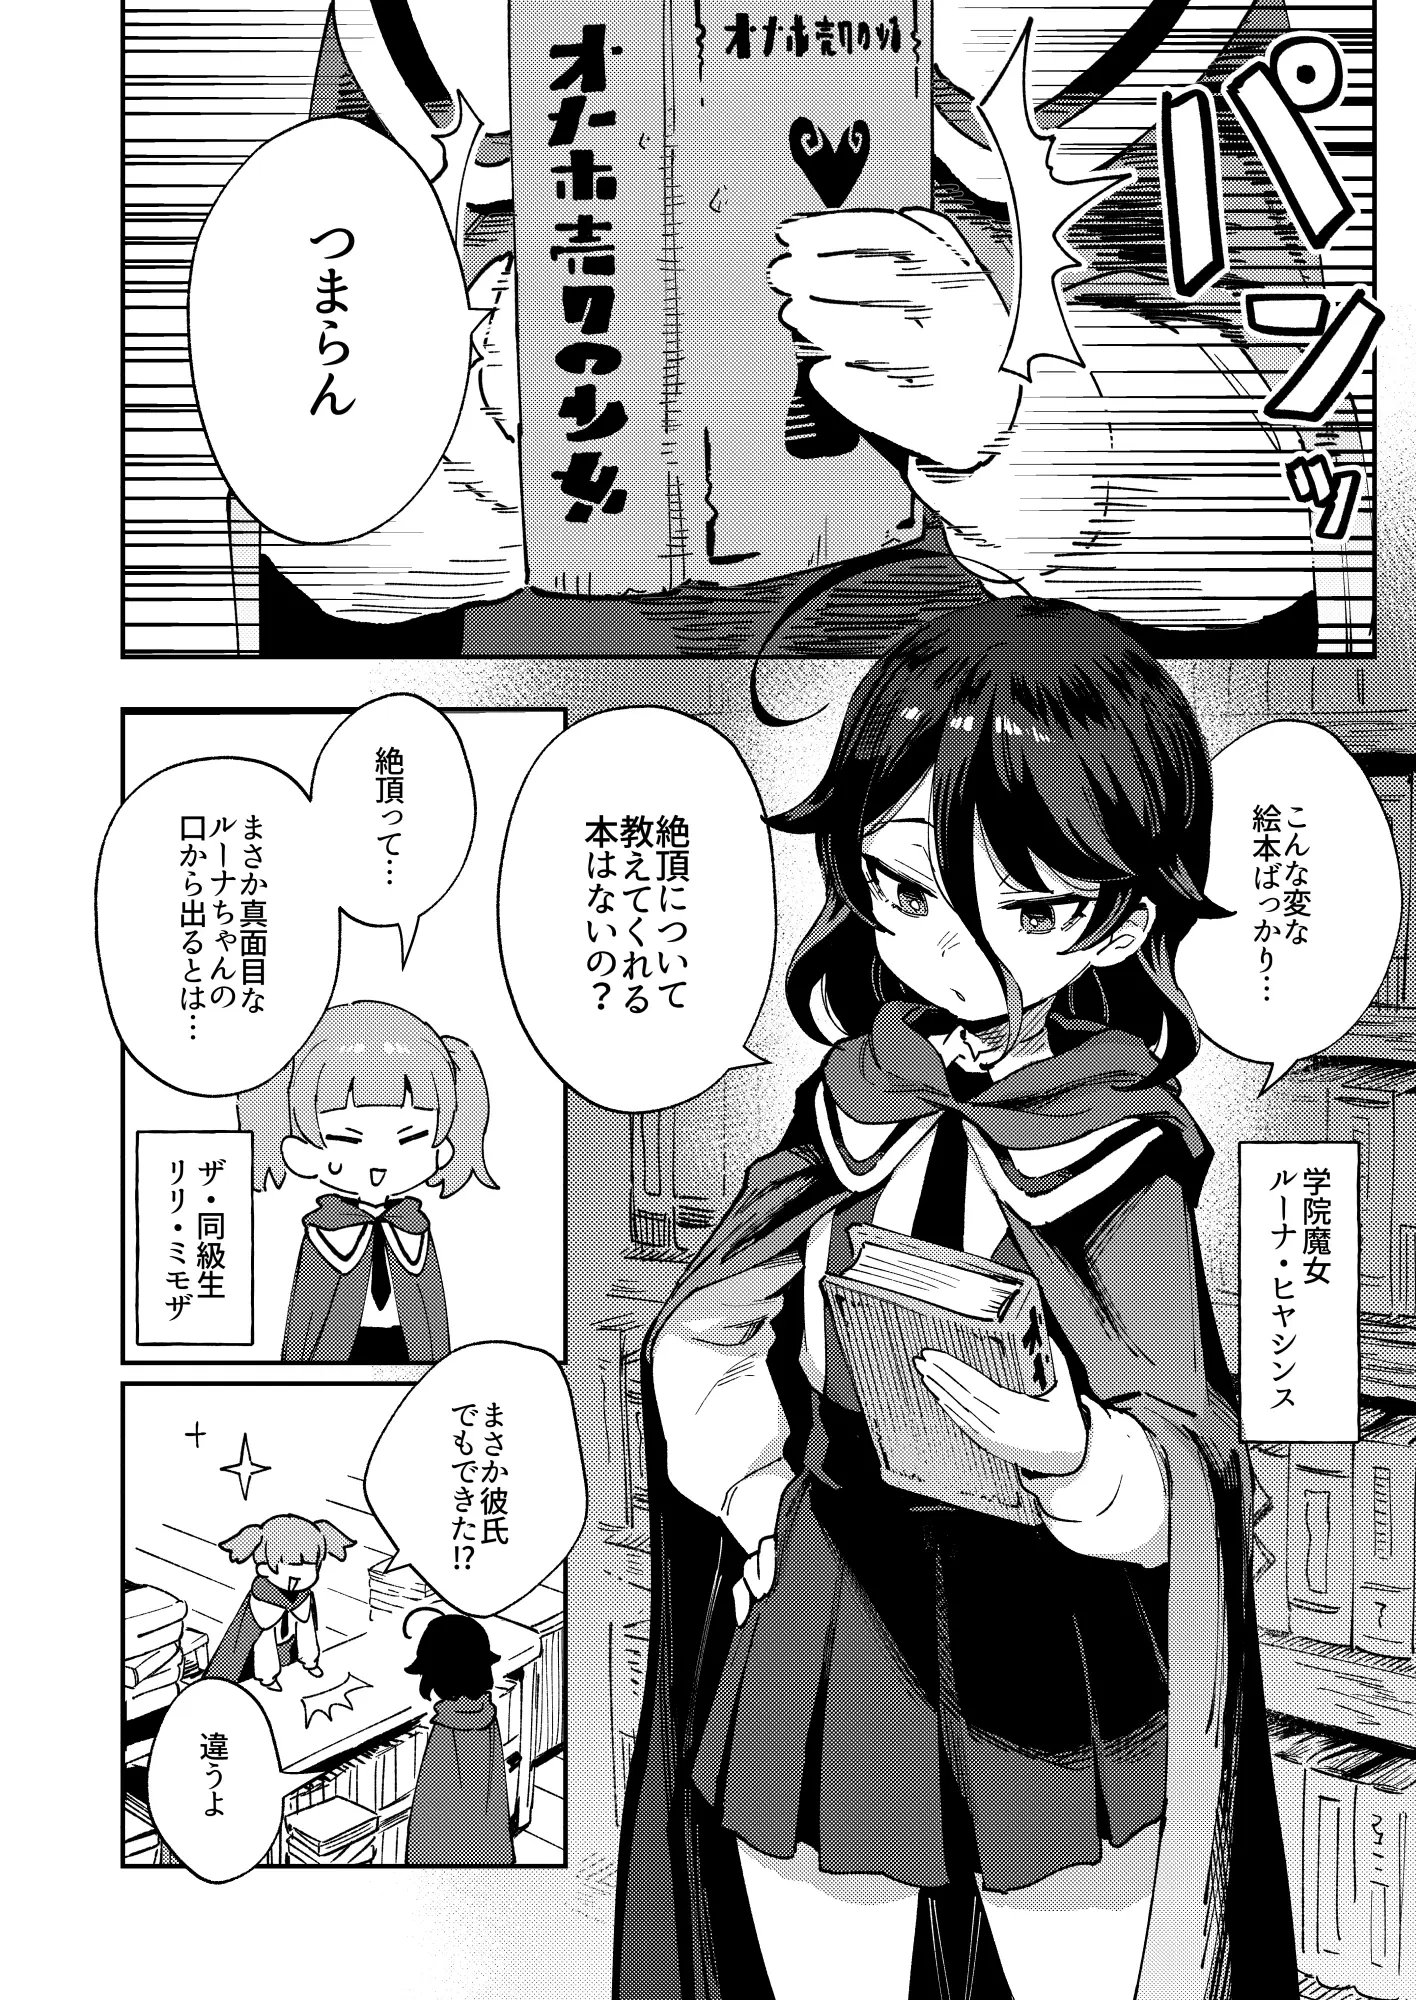 パンッ
オナホ売りの少女
オナホ売りの少女
つまらん
こんな変な
絵本ばっかり…
学院魔女
ルーナ・ヒヤシンス
絶頂について
教えてくれる
本はないの？
絶頂って…
まさか真面目な
ルーナちゃんの
口から出るとは…
ザ・同級生
リリ・ミモザ
まさか彼氏
でもできた!?
違うよ